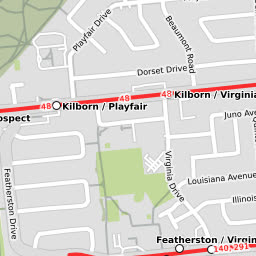 Playfair Drive
Beaumont Road
Dorset Drive
48
48
48
Kilborn / Virginia
Kilborn / Playfair
ospect
Juno Ave
Virginia Drive
Louisiana Avenue
Illinois
Featherston Drive
Featherston / Virgin
140;291